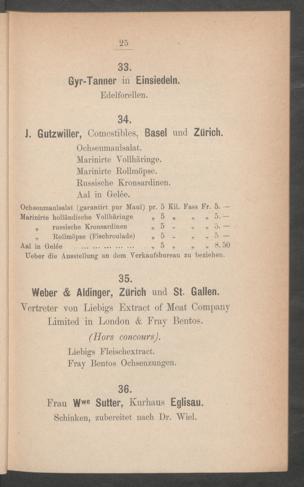 25
33.
Gyr-Tanner in Einsiedeln.
Edelforellen.
34.
J. Gutzwiller, Comestibles, Basel und Zürich.
Ochsenmaulsalat.
Marinirte Vollhäringe.
Marinirte Rollmöpse.
Russische Kronsardinen.
Aal in Gelée.
Ochsenmaulsalat (garantirt pur Maul) pr. 5 Kil. Fass Fr. 5. —
Marinirte holländische Vollhäringe „ 5 „ „ „ 5. —
„ russische Kronsardinen „ 5 „ „ „ 5. —
„ Rollmöpse (Fischroulade) „ 5 „ „ „ 5 —
Aal in Gelée ... ... ... ... ... ... „ 5 „ „ „ 8. 50
Ueber die Ausstellung an dem Verkaufsbureau zu beziehen.
35.
Weber & Aldinger, Zürich und St. Gallen.
Vertreter von Liebigs Extract of Meat Company
Limited in London & Fray Bentos.
(Hors concours).
Liebigs Fleischextract.
Fray Bentos Ochsenzungen.
36.
Frau Wwe Sutter, Kurhaus Eglisau.
Schinken, zubereitet nach Dr. Wiel.